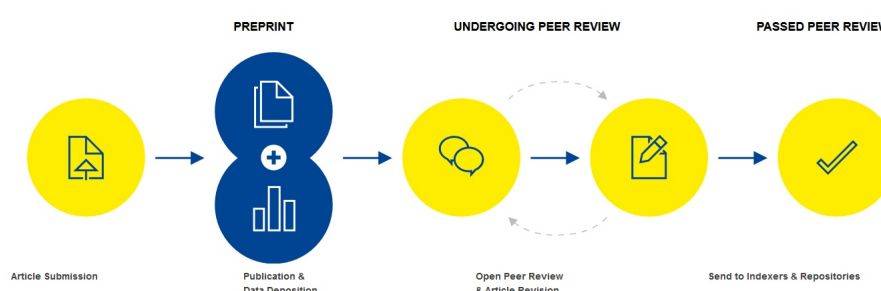 PREPRINT
UNDERGOING PEER REVIEW
PASSED PEER REVIEW
Article Submission
Publication &
Data Deposition
Open Peer Review
& Article Revision
Send to Indexers & Repositories